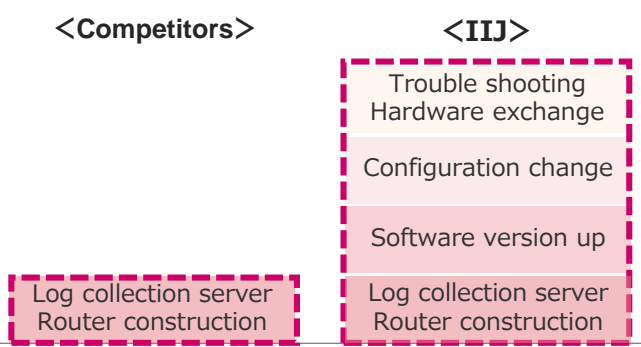 ＜Competitors＞
＜IIJ＞
Trouble shooting
Hardware exchange
Configuration change
Software version up
Log collection server
Router construction
Log collection server
Router construction